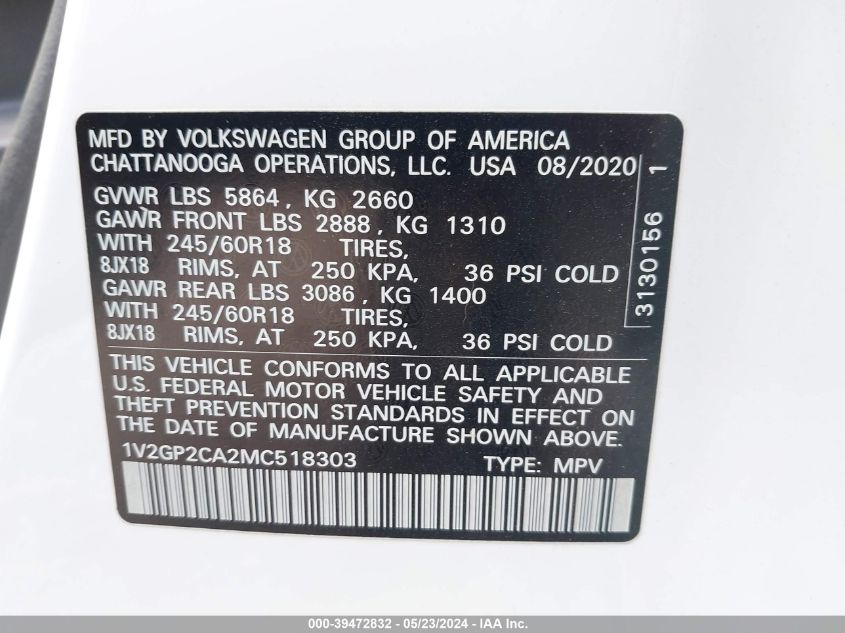 MFD BY VOLKSWAGEN GROUP OF AMERICA
CHATTANOOGA OPERATIONS, LLC. USA 08/2020
GVWR LBS 5864, KG 2660
GAWR FRONT LBS 2888, KG 1310
WITH 245/60R18 TIRES,
8JX18 RIMS, AT 250 KPA, 36 PSI COLD
GAWR REAR LBS 3086, KG 1400
WITH 245/60R18 TIRES,
8JX18 RIMS, AT 250 KPA, 36 PSI COLD
THIS VEHICLE CONFORMS TO ALL APPLICABLE
U.S. FEDERAL MOTOR VEHICLE SAFETY AND
THEFT PREVENTION STANDARDS IN EFFECT ON
THE DATE OF MANUFACTURE SHOWN ABOVE.
1V2GP2CA2MC518303 TYPE: MPV
3130156 1
000-39472832 - 05/23/2024 - IAA Inc.